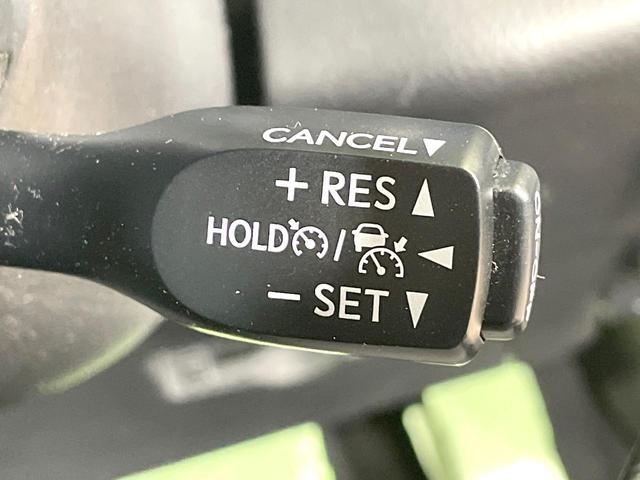 CANCEL▼
+ RES ▲
HOLD / ◀
− SET ▼